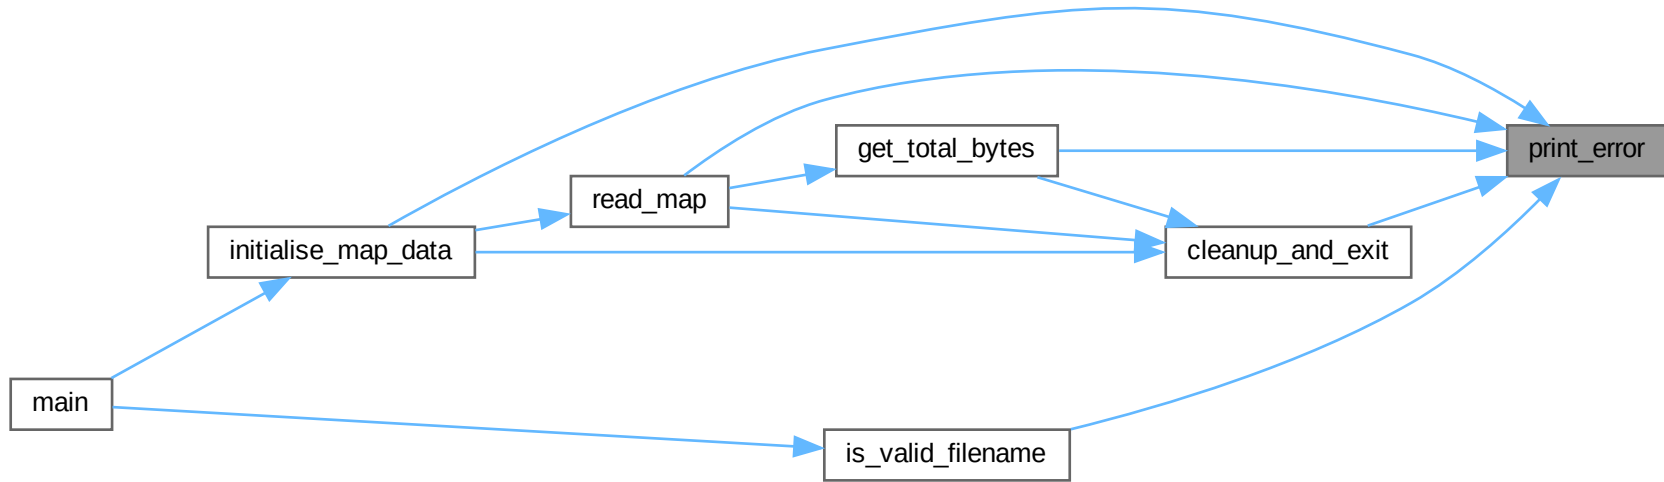 get_total_bytes
print_error
read_map
initialise_map_data
cleanup_and_exit
main
is_valid_filename